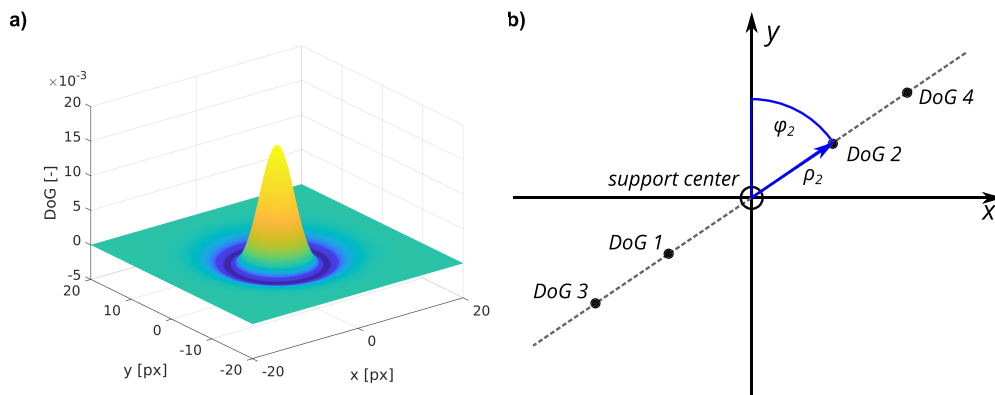 a)
×10⁻³
20
15
10
5
0
-5
DoG [-]
20
10
0
-10
-20
y [px]
-20
0
20
x [px]
b)
y
x
DoG 4
φ₂
DoG 2
ρ₂
support center
DoG 1
DoG 3